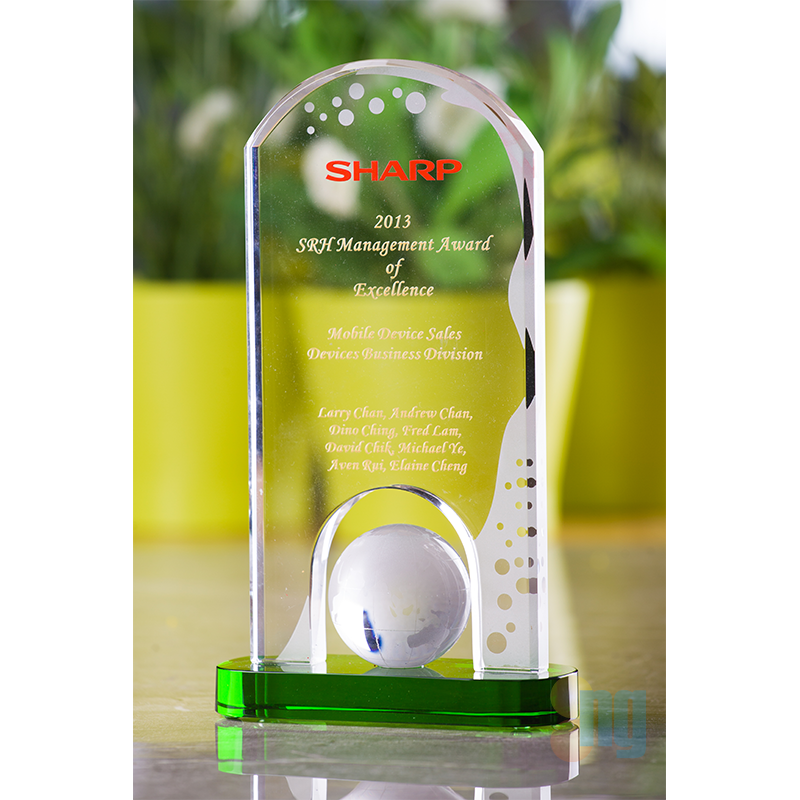 SHARP
2013
SRH Management Award
of
Excellence
Mobile Device Sales
Devices Business Division
Larry Chan, Andrew Chan,
Dino Ching, Fred Lam,
David Chik, Michael Ye,
Aven Rui, Elaine Cheng